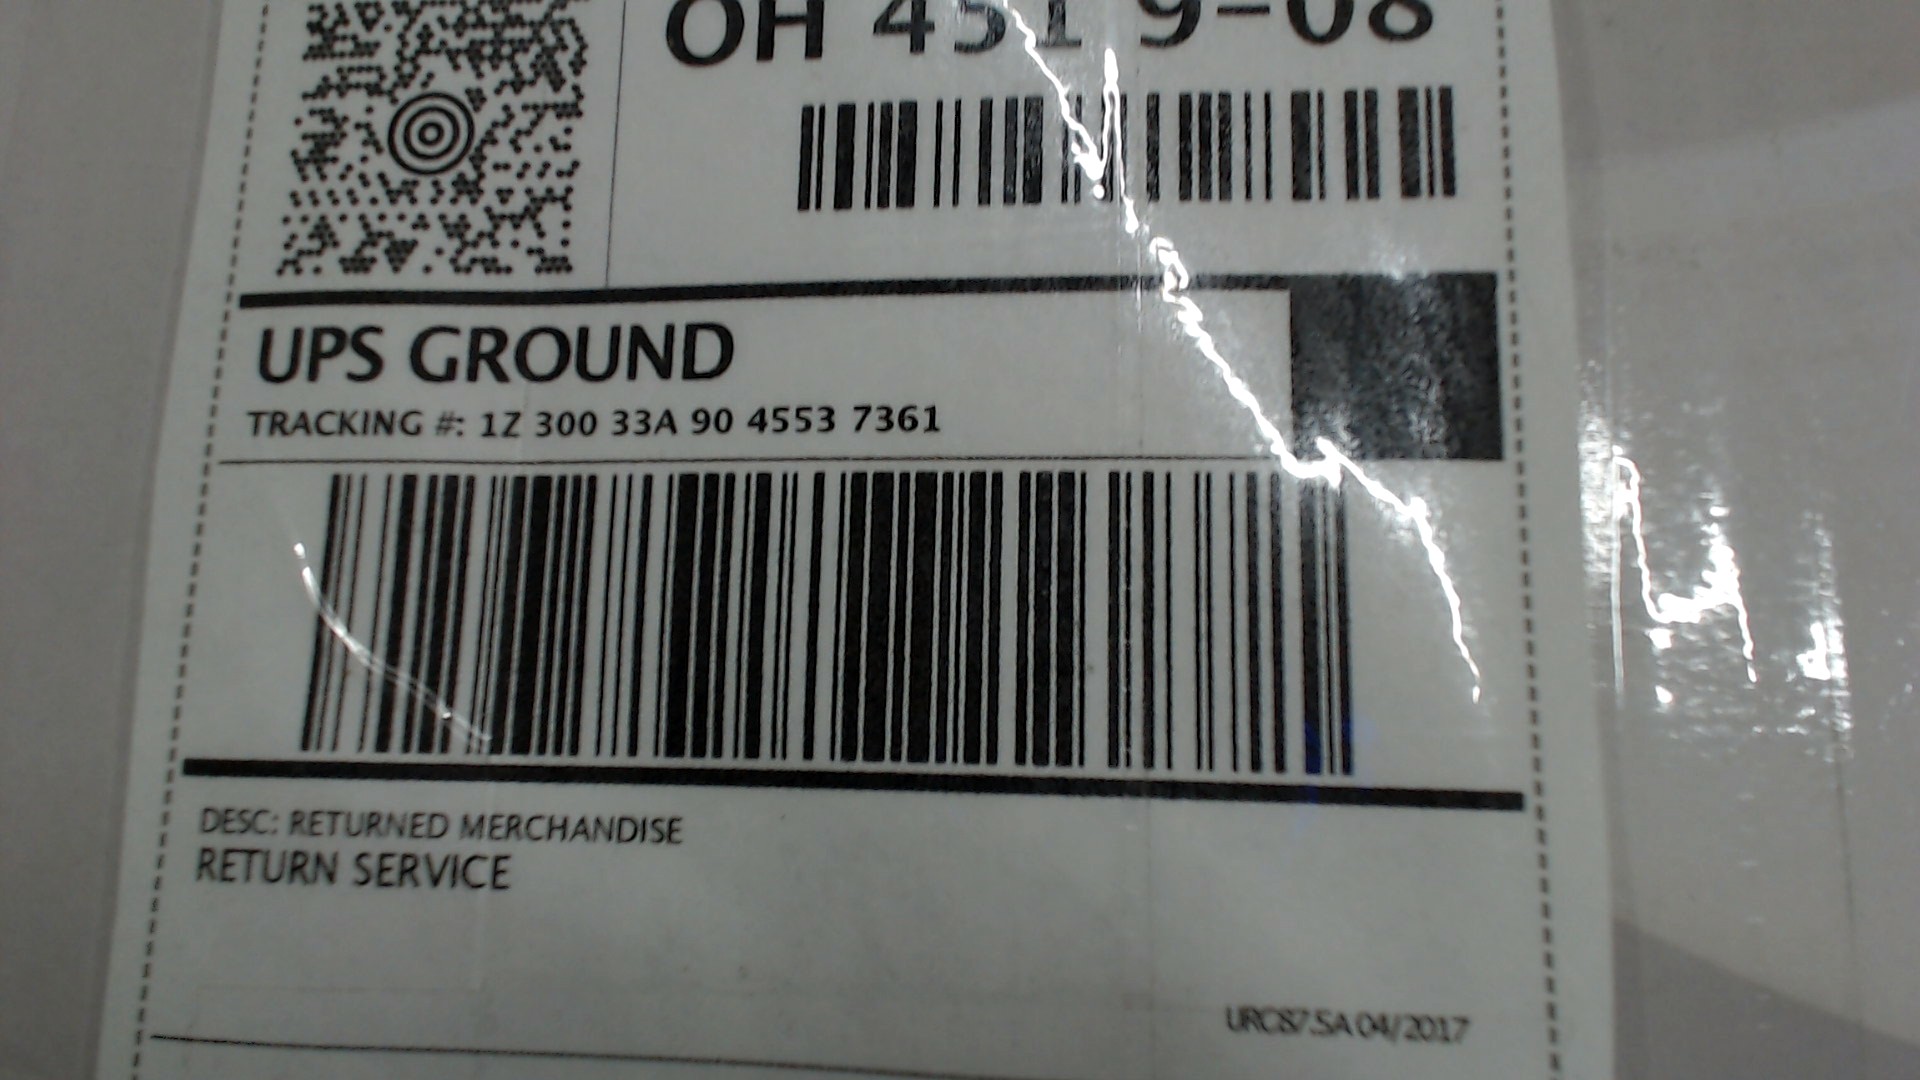 OH 451 9-08
UPS GROUND
TRACKING #: 1Z 300 33A 90 4553 7361
DESC: RETURNED MERCHANDISE
RETURN SERVICE
URC87.5A 04/2017